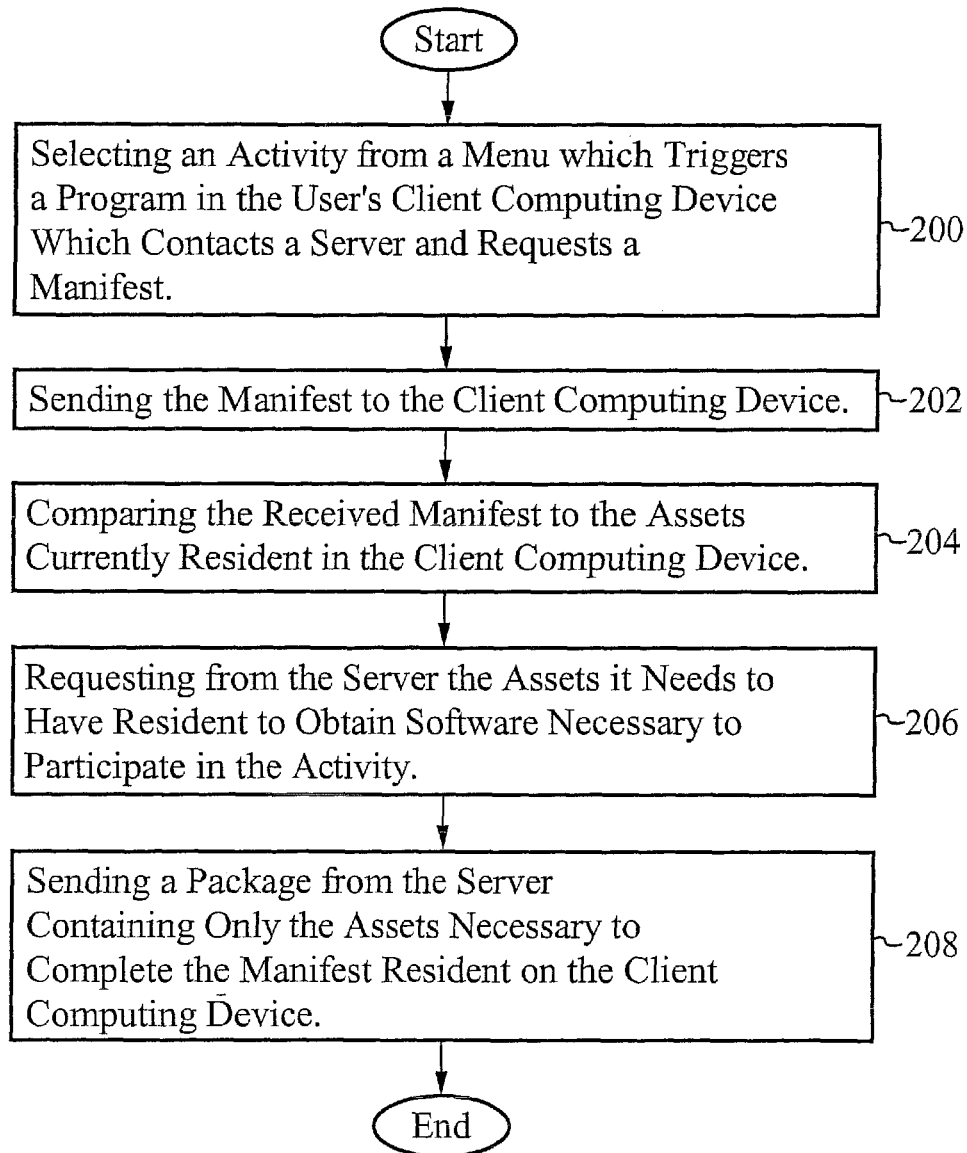 Start
Selecting an Activity from a Menu which Triggers
a Program in the User's Client Computing Device
Which Contacts a Server and Requests a
Manifest.
200
Sending the Manifest to the Client Computing Device.
202
Comparing the Received Manifest to the Assets
Currently Resident in the Client Computing Device.
204
Requesting from the Server the Assets it Needs to
Have Resident to Obtain Software Necessary to
Participate in the Activity.
206
Sending a Package from the Server
Containing Only the Assets Necessary to
Complete the Manifest Resident on the Client
Computing Device.
208
End